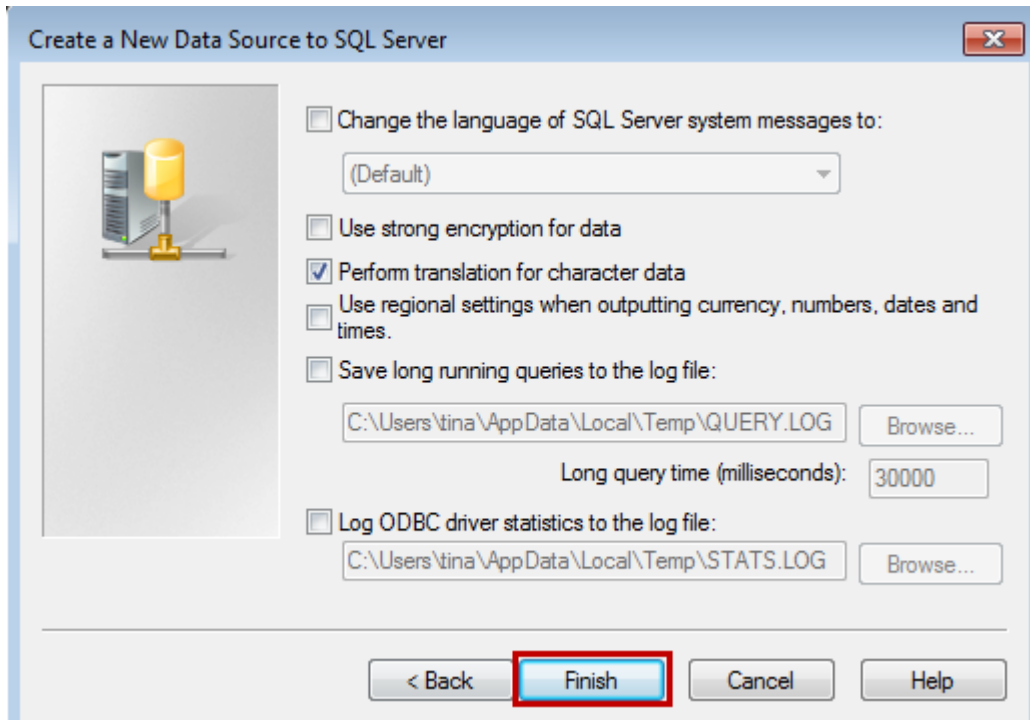 Create a New Data Source to SQL Server
Change the language of SQL Server system messages to:
(Default)
Use strong encryption for data
Perform translation for character data
Use regional settings when outputting currency, numbers, dates and
times.
Save long running queries to the log file:
C:\Users\tina\AppData\Local\Temp\QUERY.LOG Browse...
Long query time (milliseconds): 30000
Log ODBC driver statistics to the log file:
C:\Users\tina\AppData\Local\Temp\STATS.LOG Browse...
< Back Finish Cancel Help